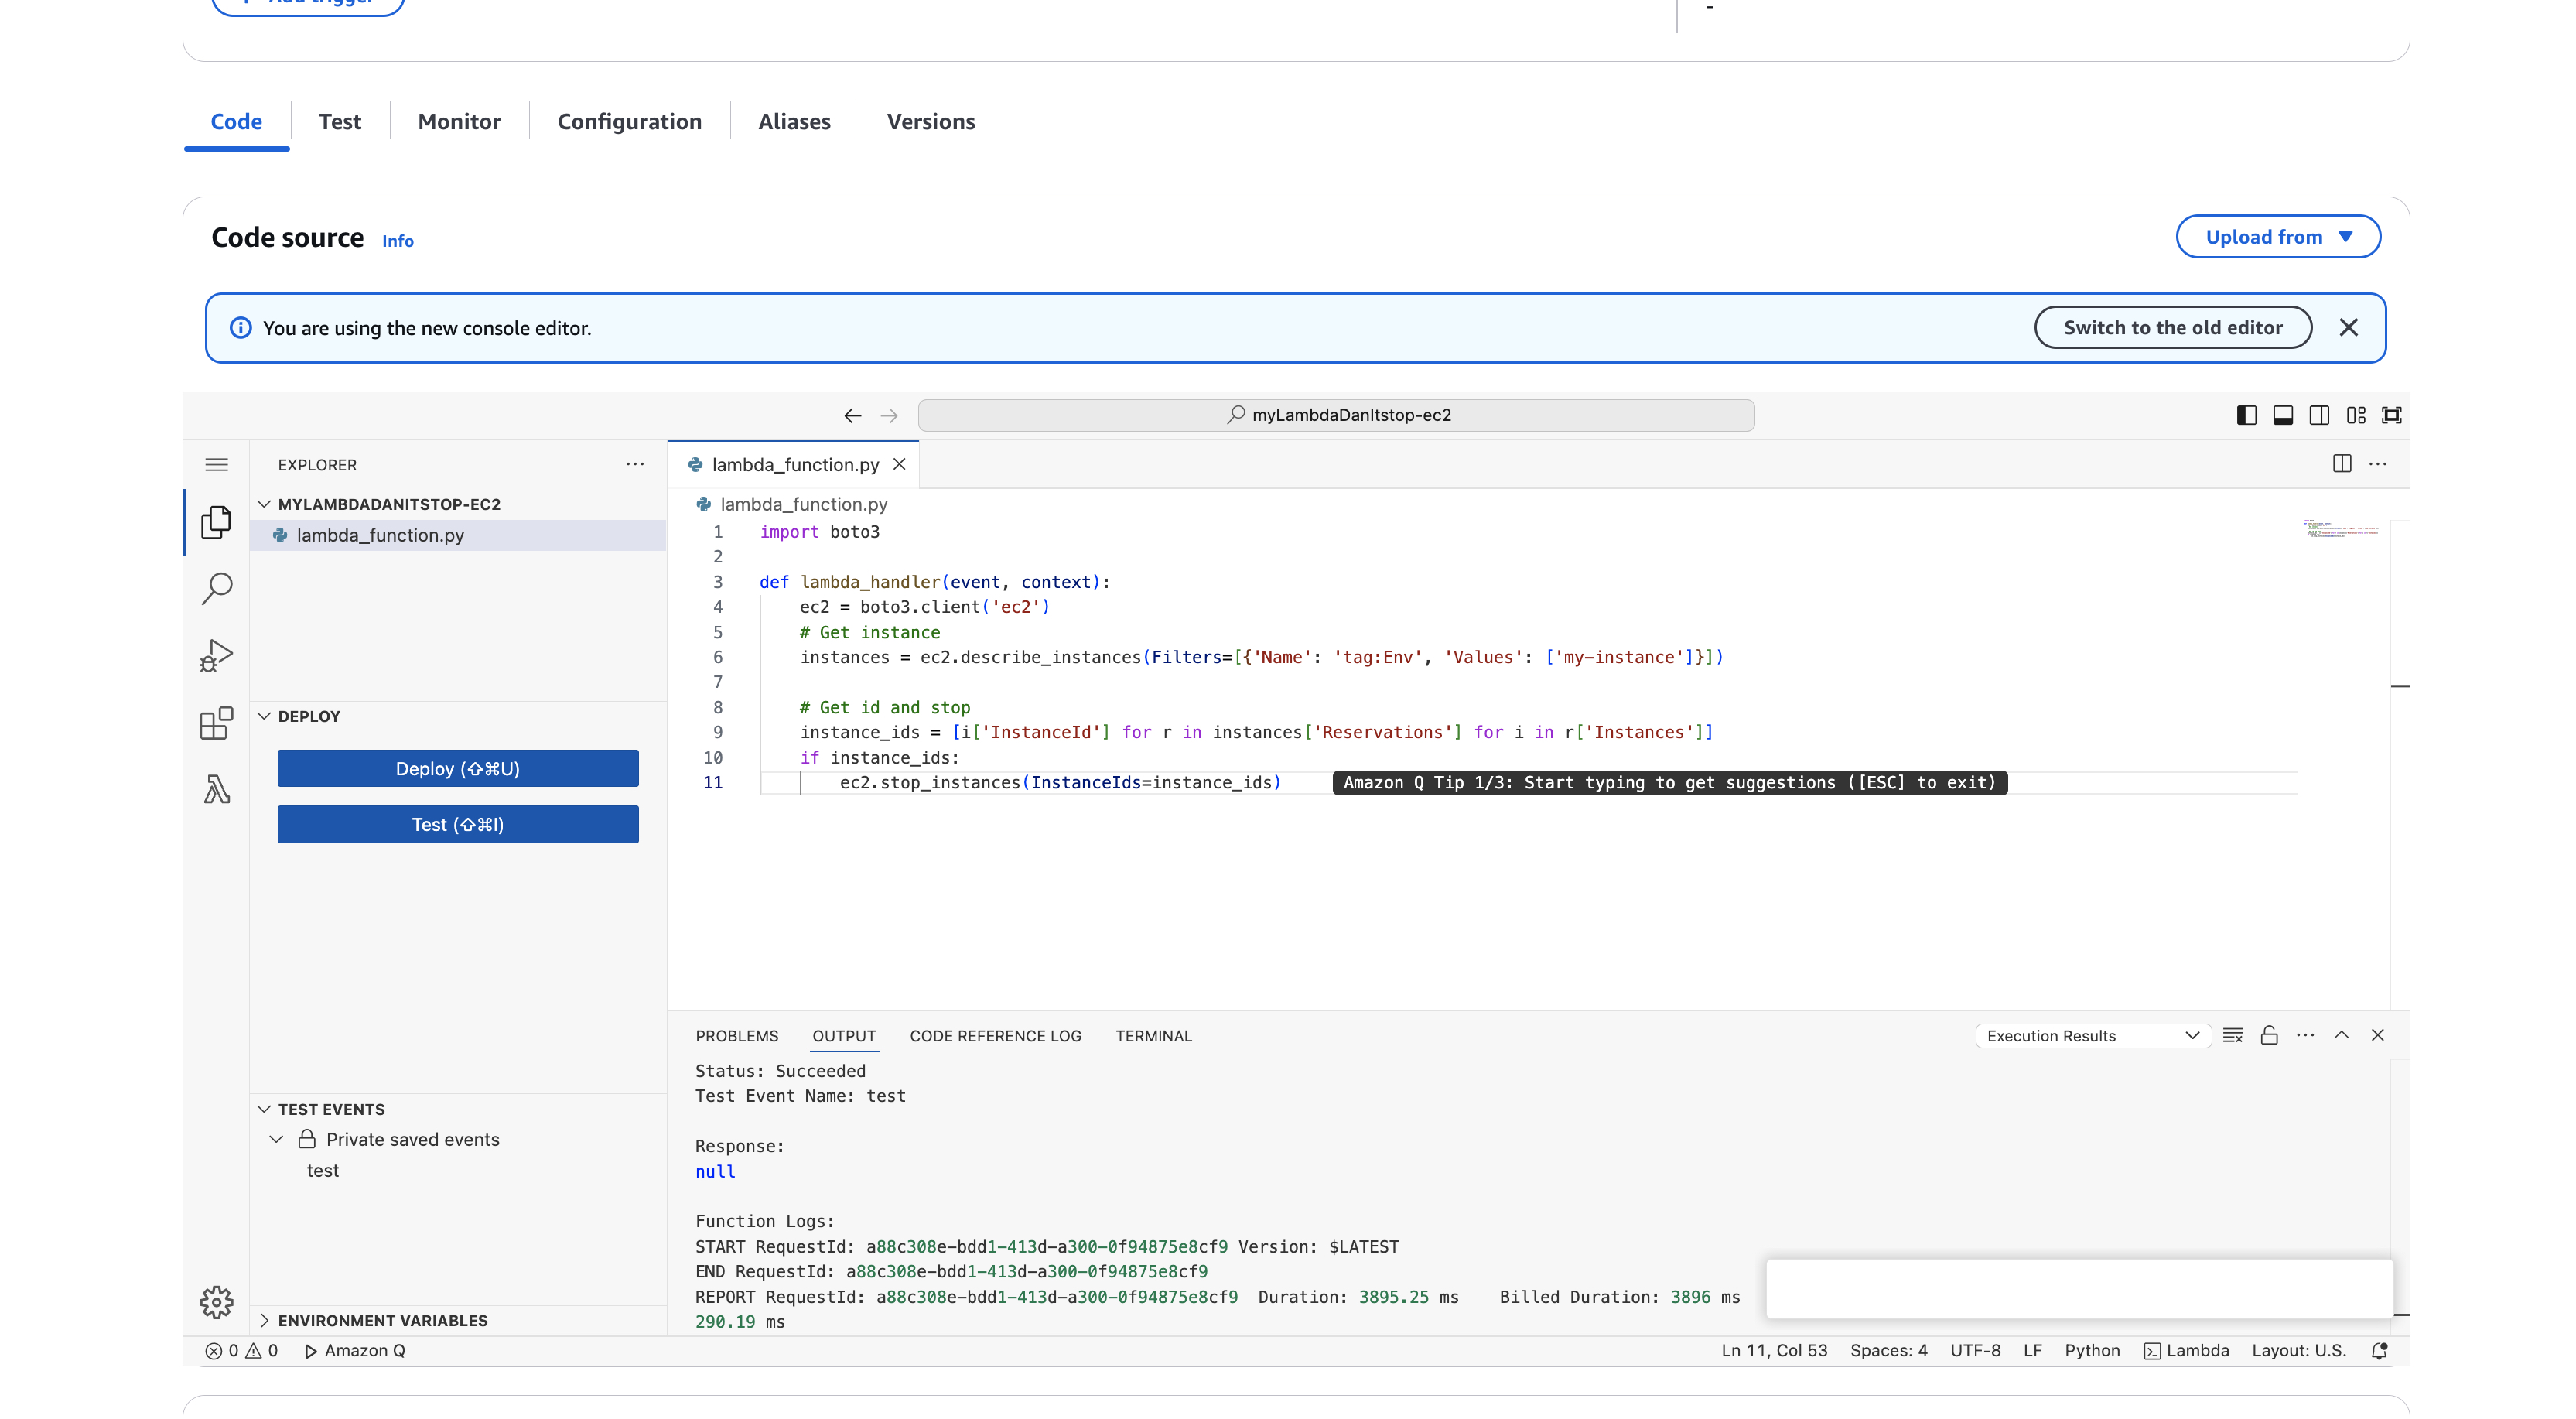 + Add trigger
-
Code
Test
Monitor
Configuration
Aliases
Versions
Code source Info
Upload from
You are using the new console editor.
Switch to the old editor
myLambdaDanItstop-ec2
EXPLORER
MYLAMBDADANITSTOP-EC2
lambda_function.py
DEPLOY
Deploy (⇧⌘U)
Test (⇧⌘I)
TEST EVENTS
Private saved events
test
ENVIRONMENT VARIABLES
lambda_function.py
lambda_function.py
1 import boto3
2
3 def lambda_handler(event, context):
4 ec2 = boto3.client('ec2')
5 # Get instance
6 instances = ec2.describe_instances(Filters=[{'Name': 'tag:Env', 'Values': ['my-instance']}])
7
8 # Get id and stop
9 instance_ids = [i['InstanceId'] for r in instances['Reservations'] for i in r['Instances']]
10 if instance_ids:
11 ec2.stop_instances(InstanceIds=instance_ids) Amazon Q Tip 1/3: Start typing to get suggestions ([ESC] to exit)
PROBLEMS OUTPUT CODE REFERENCE LOG TERMINAL
Execution Results
Status: Succeeded
Test Event Name: test
Response:
null
Function Logs:
START RequestId: a88c308e-bdd1-413d-a300-0f94875e8cf9 Version: $LATEST
END RequestId: a88c308e-bdd1-413d-a300-0f94875e8cf9
REPORT RequestId: a88c308e-bdd1-413d-a300-0f94875e8cf9 Duration: 3895.25 ms Billed Duration: 3896 ms
290.19 ms
0 0 Amazon Q
Ln 11, Col 53 Spaces: 4 UTF-8 LF Python Lambda Layout: U.S.